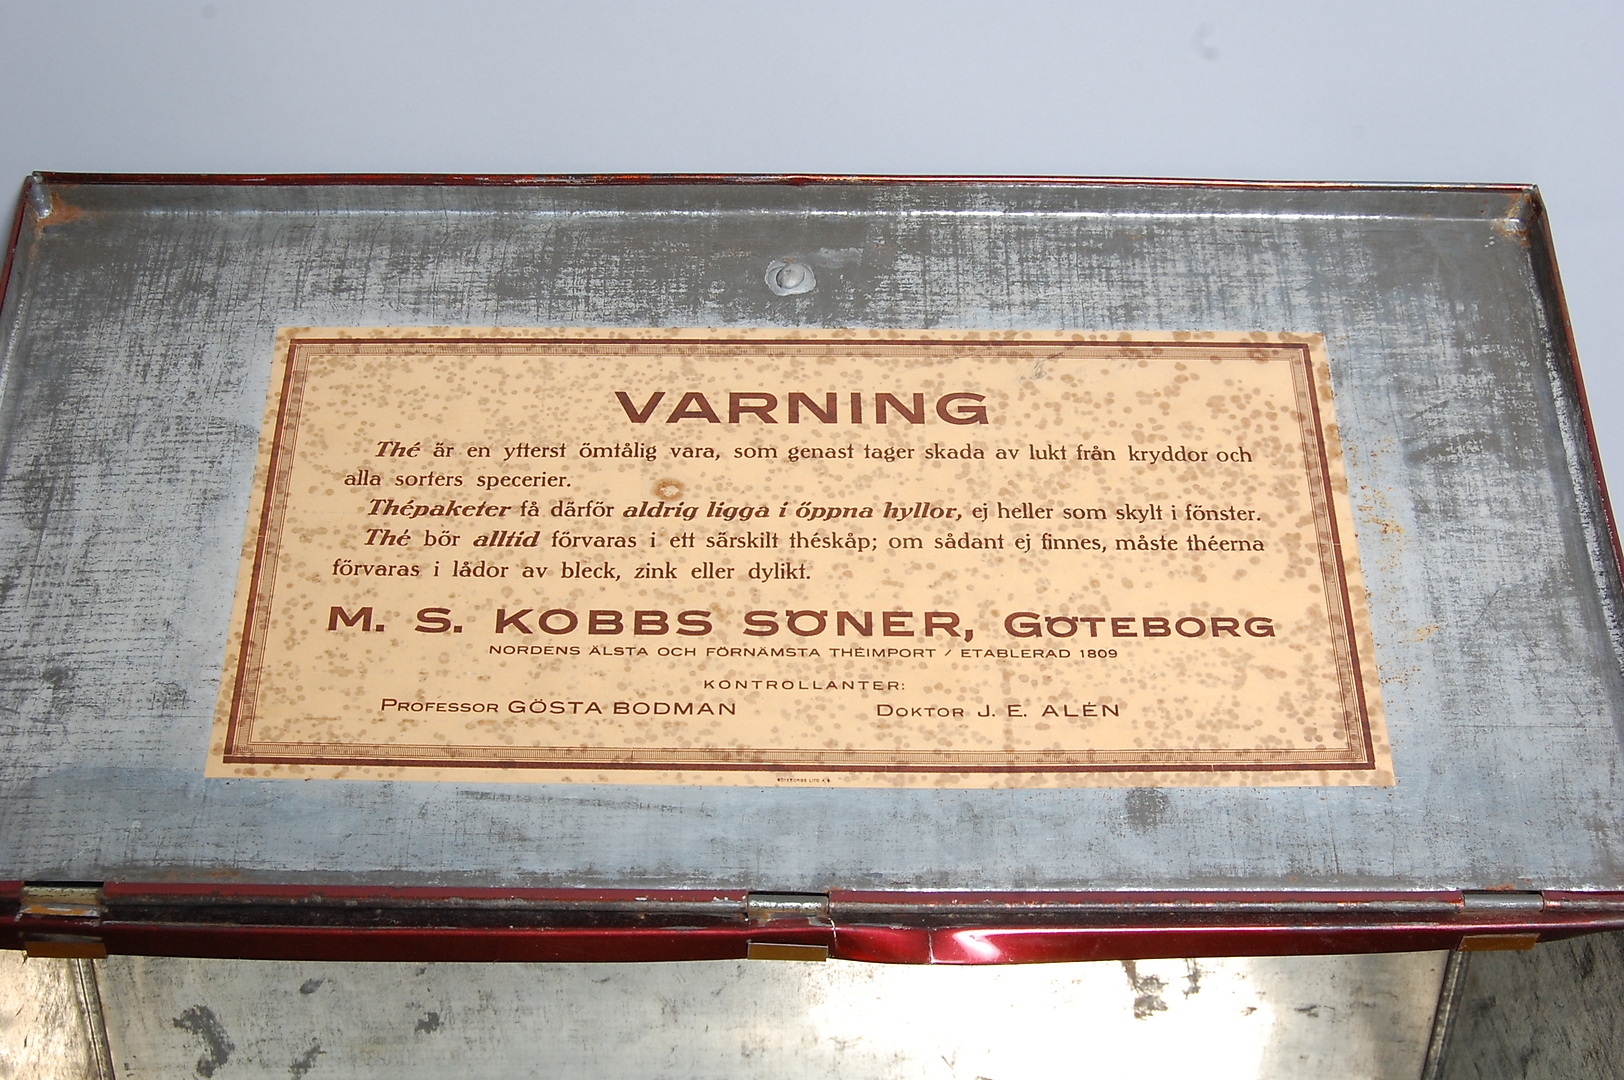 VARNING
Thé är en ytterst ömtålig vara, som genast tager skada av lukt från kryddor och
alla sorters specerier.
Thépaketer få därför aldrig ligga i öppna hyllor, ej heller som skylt i fönster.
Thé bör alltid förvaras i ett särskilt théskåp; om sådant ej finnes, måste théerna
förvaras i lådor av bleck, zink eller dylikt.
M. S. KOBBS SÖNER, GÖTEBORG
NORDENS ÄLSTA OCH FÖRNÄMSTA THÉIMPORT / ETABLERAD 1809
KONTROLLANTER:
PROFESSOR GÖSTA BODMAN DOKTOR J. E. ALÉN
GÖTEBORGS LITO A.B.